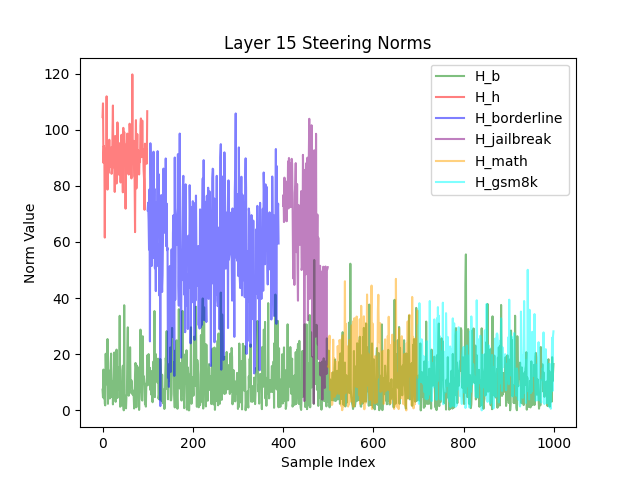 Layer 15 Steering Norms
Norm Value
120
100
80
60
40
20
0
0
200
400
600
800
1000
Sample Index
H_b
H_h
H_borderline
H_jailbreak
H_math
H_gsm8k